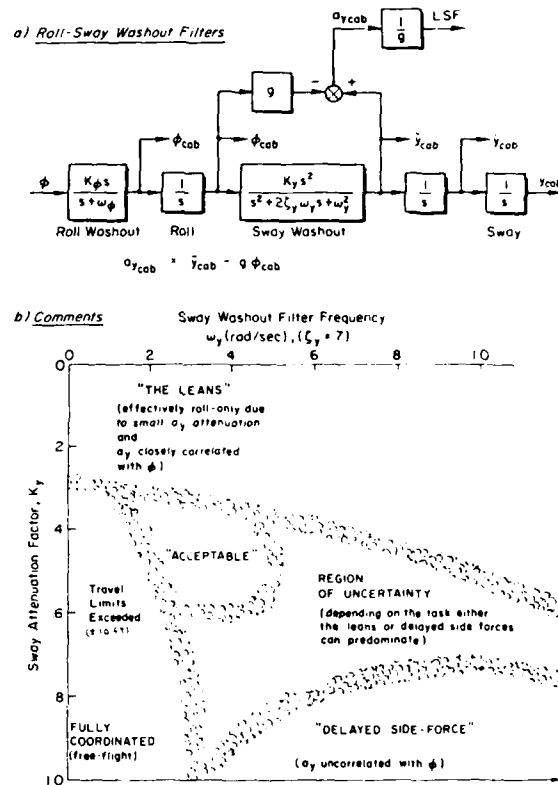 a) Roll-Sway Washout Filters
a_ycab
1/g
LSF
g
-
+
φ_cab
φ_cab
ÿ_cab
ẏ_cab
φ
K_φ s / s + ω_φ
1/s
K_y s² / s² + 2ζ_y ω_y s + ω_y²
1/s
1/s
y_cab
Roll Washout
Roll
Sway Washout
Sway
a_ycab = ÿ_cab - g φ_cab
b) Comments
Sway Washout Filter Frequency
ω_y (rad/sec), (ζ_y = 7)
0 2 4 6 8 1.0
0
.2
.4
.6
.8
1.0
Sway Attenuation Factor, K_y
"THE LEANS"
(effectively roll-only due
to small a_y attenuation
and
a_y closely correlated
with φ)
"ACCEPTABLE"
Travel
Limits
Exceeded
REGION
OF UNCERTAINTY
(depending on the task either
the leans or delayed side forces
can predominate)
FULLY
COORDINATED
(free-flight)
"DELAYED SIDE-FORCE"
(a_y uncorrelated with φ)